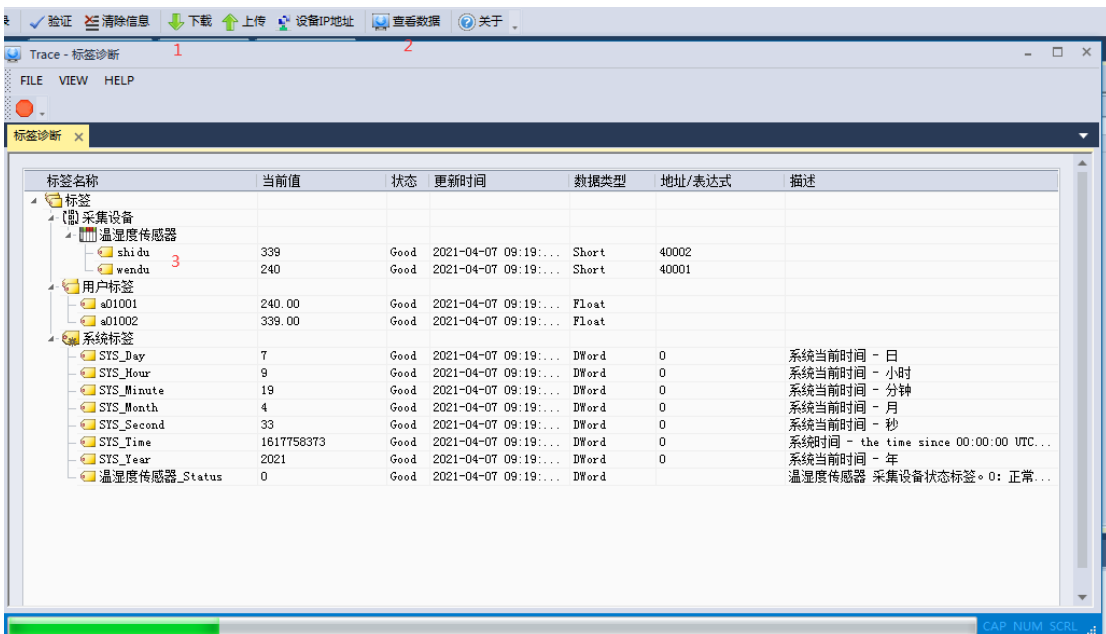 验证 清除信息 下载 上传 设备IP地址 查看数据 关于
1 2
Trace - 标签诊断
FILE VIEW HELP
标签诊断
标签名称 当前值 状态 更新时间 数据类型 地址/表达式 描述
标签
采集设备
温湿度传感器
shidu 339 Good 2021-04-07 09:19:... Short 40002
3
wendu 240 Good 2021-04-07 09:19:... Short 40001
用户标签
a01001 240.00 Good 2021-04-07 09:19:... Float
a01002 339.00 Good 2021-04-07 09:19:... Float
系统标签
SYS_Day 7 Good 2021-04-07 09:19:... DWord 0 系统当前时间 - 日
SYS_Hour 9 Good 2021-04-07 09:19:... DWord 0 系统当前时间 - 小时
SYS_Minute 19 Good 2021-04-07 09:19:... DWord 0 系统当前时间 - 分钟
SYS_Month 4 Good 2021-04-07 09:19:... DWord 0 系统当前时间 - 月
SYS_Second 33 Good 2021-04-07 09:19:... DWord 0 系统当前时间 - 秒
SYS_Time 1617758373 Good 2021-04-07 09:19:... DWord 0 系统时间 - the time since 00:00:00 UTC...
SYS_Year 2021 Good 2021-04-07 09:19:... DWord 0 系统当前时间 - 年
温湿度传感器_Status 0 Good 2021-04-07 09:19:... DWord 温湿度传感器 采集设备状态标签。0: 正常...
CAP NUM SCRL